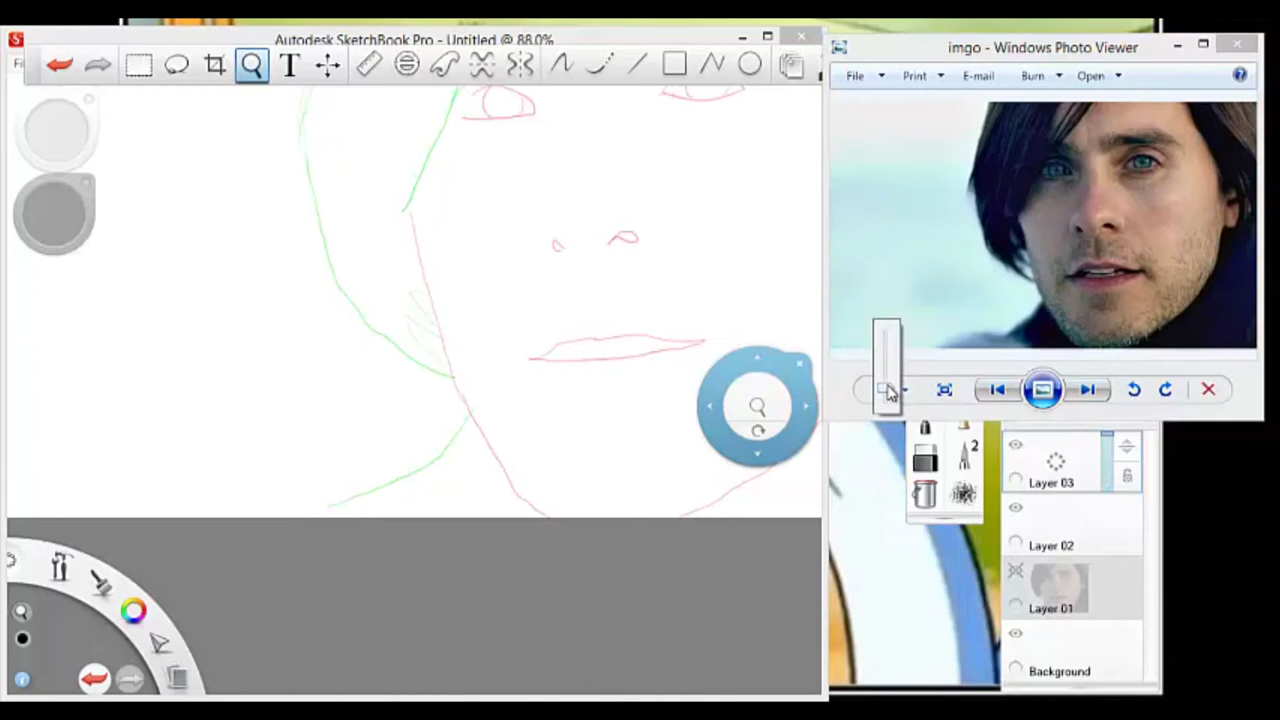 Autodesk SketchBook Pro - Untitled @ 88.0%
imgo - Windows Photo Viewer
Fi
T
File
Print
E-mail
Burn
Open
2
Layer 03
Layer 02
Layer 01
Background